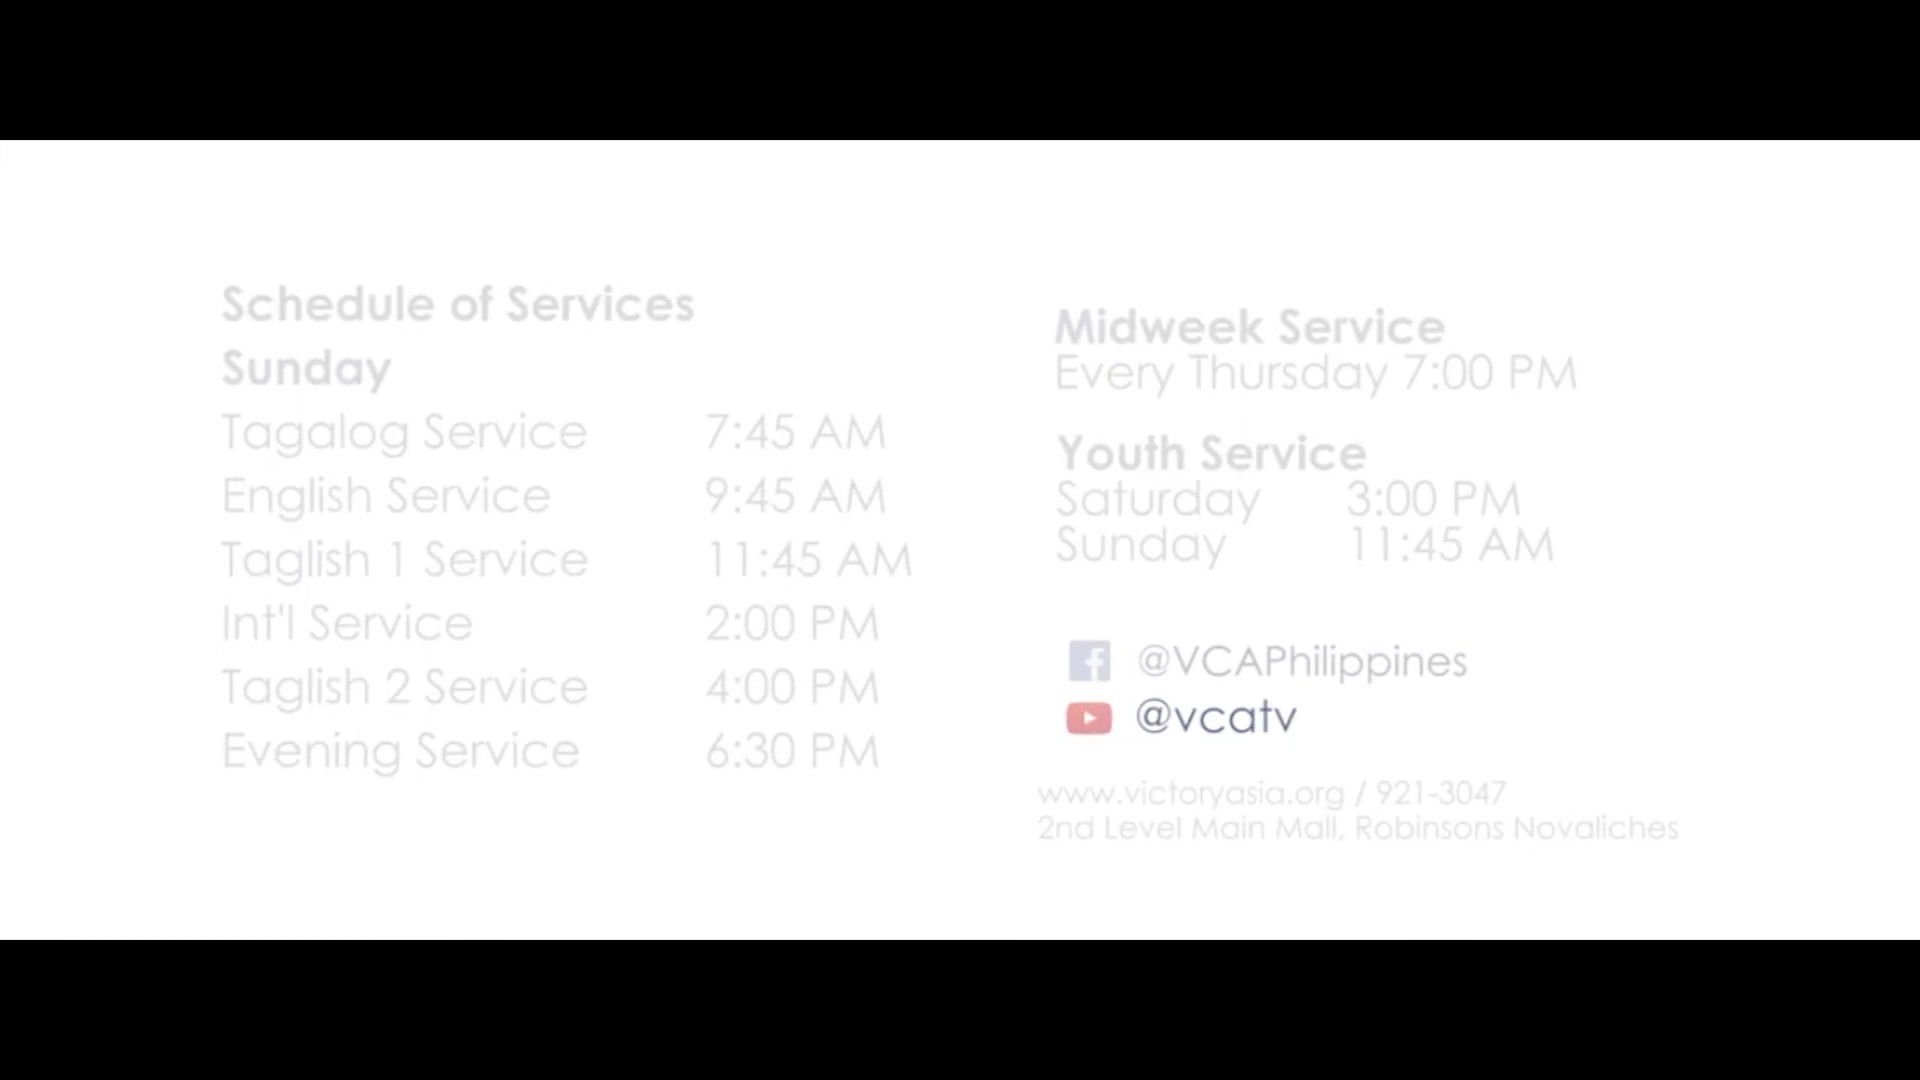 Schedule of Services
Sunday
Tagalog Service 7:45 AM
English Service 9:45 AM
Taglish 1 Service 11:45 AM
Int'l Service 2:00 PM
Taglish 2 Service 4:00 PM
Evening Service 6:30 PM
Midweek Service
Every Thursday 7:00 PM
Youth Service
Saturday 3:00 PM
Sunday 11:45 AM
@VCAPhilippines
@vcatv
www.victoryasia.org / 921-3047
2nd Level Main Mall, Robinsons Novaliches